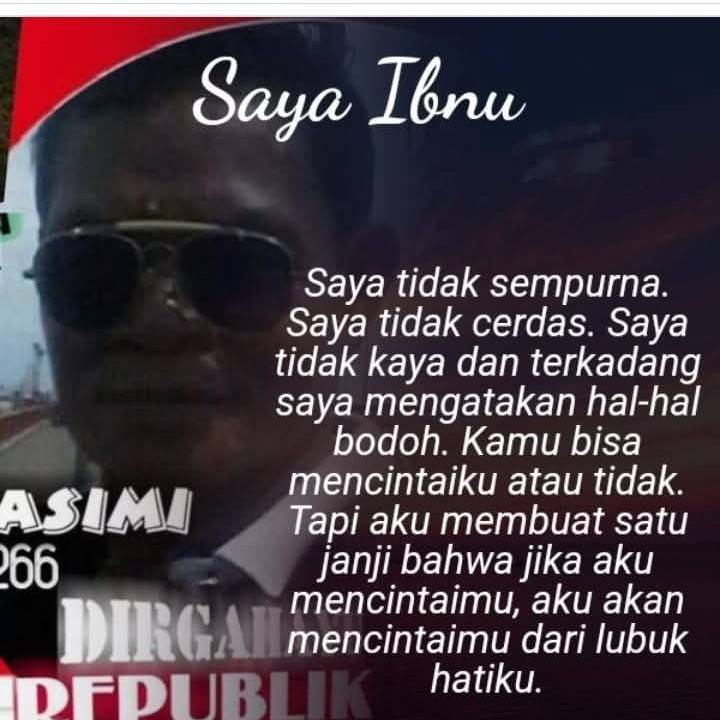 Saya Ibnu
Saya tidak sempurna.
Saya tidak cerdas. Saya
tidak kaya dan terkadang
saya mengatakan hal-hal
bodoh. Kamu bisa
mencintaiku atau tidak.
Tapi aku membuat satu
janji bahwa jika aku
mencintaimu, aku akan
mencintaimu dari lubuk
hatiku.
ASIMI
266
DIRGAHAYU
REPUBLIK